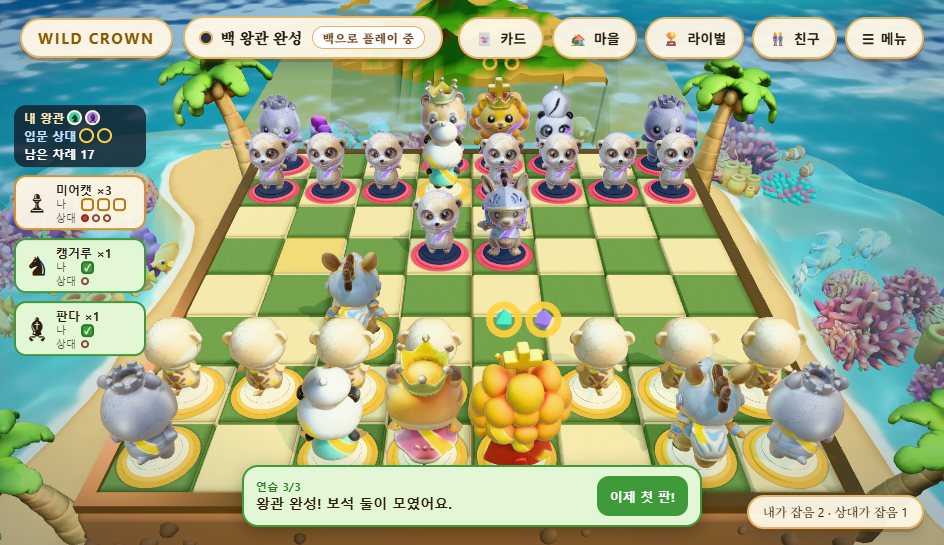 WILD CROWN
백 왕관 완성 백으로 플레이 중
카드
마을
라이벌
친구
메뉴
내 왕관
입문 상대
남은 차례 17
미어캣 ×3
나
상대
캥거루 ×1
나
상대
판다 ×1
나
상대
연습 3/3
왕관 완성! 보석 둘이 모였어요.
이제 첫 판!
내가 잡음 2 · 상대가 잡음 1